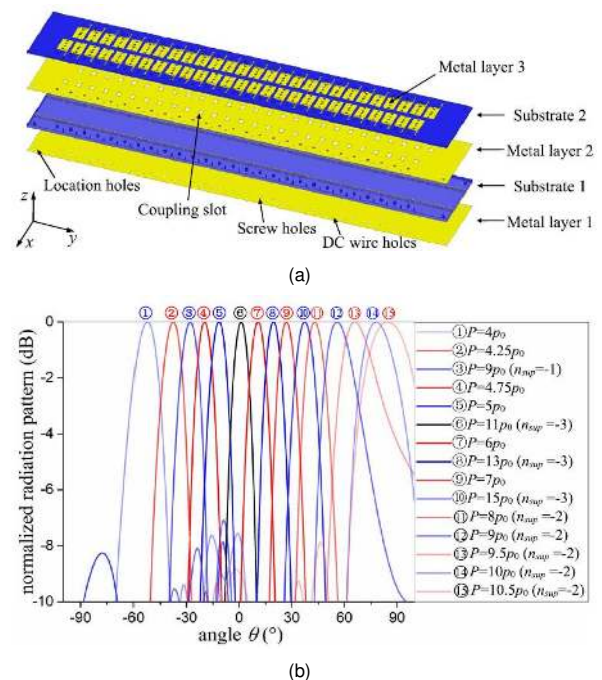 Metal layer 3
Substrate 2
Metal layer 2
Substrate 1
Metal layer 1
Location holes
Coupling slot
Screw holes
DC wire holes
z
x
y
(a)
① ② ③ ④ ⑤ ⑥ ⑦ ⑧ ⑨ ⑩ ⑪ ⑫ ⑬ ⑭ ⑮
normalized radiation pattern (dB)
0
-2
-4
-6
-8
-10
-90 -60 -30 0 30 60 90
angle θ (°)
①P=4p₀
②P=4.25p₀
③P=9p₀ (nsup=-1)
④P=4.75p₀
⑤P=5p₀
⑥P=11p₀ (nsup =-3)
⑦P=6p₀
⑧P=13p₀ (nsup =-3)
⑨P=7p₀
⑩P=15p₀ (nsup =-3)
⑪P=8p₀ (nsup =-2)
⑫P=9p₀ (nsup =-2)
⑬P=9.5p₀ (nsup =-2)
⑭P=10p₀ (nsup =-2)
⑮P=10.5p₀ (nsup=-2)
(b)